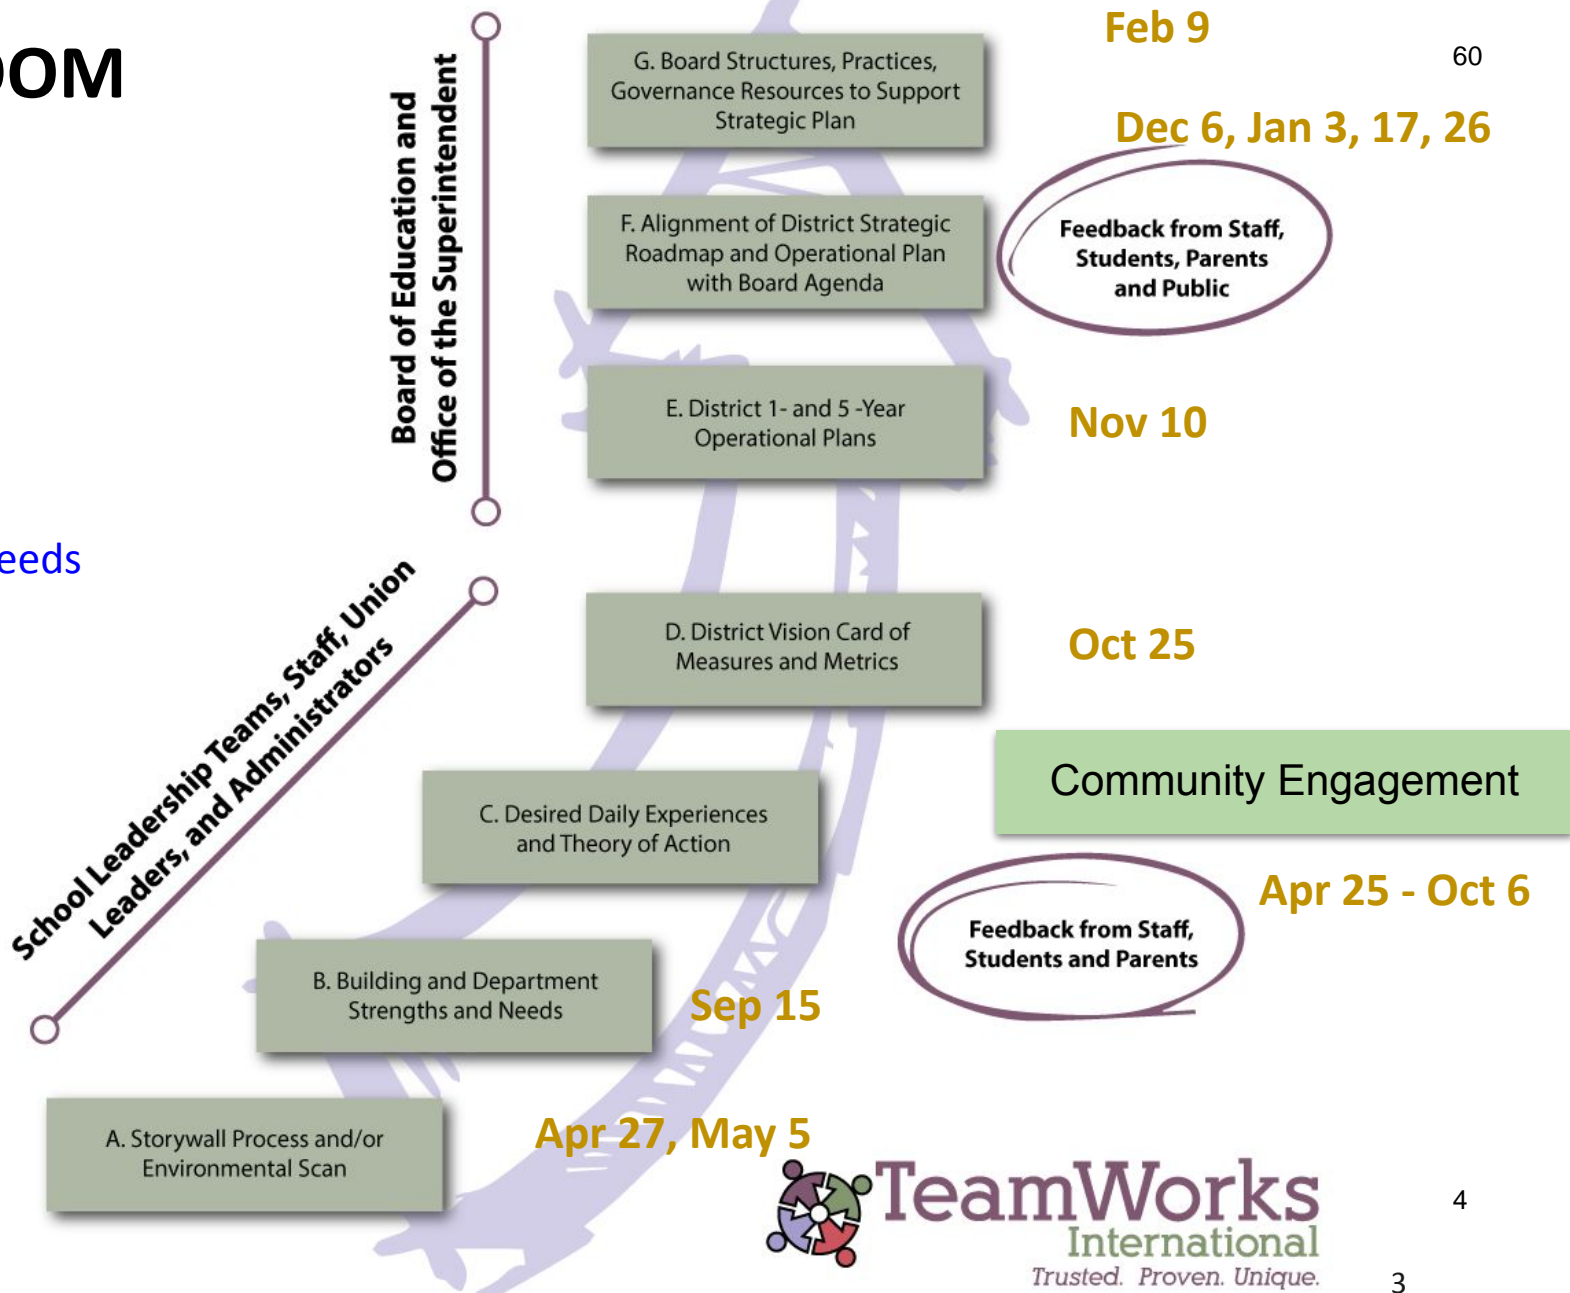 OOM
eeds
Board of Education and
Office of the Superintendent
School Leadership Teams, Staff, Union
Leaders, and Administrators
Feb 9
60
G. Board Structures, Practices,
Governance Resources to Support
Strategic Plan
Dec 6, Jan 3, 17, 26
F. Alignment of District Strategic
Roadmap and Operational Plan
with Board Agenda
Feedback from Staff,
Students, Parents
and Public
E. District 1- and 5 -Year
Operational Plans
Nov 10
D. District Vision Card of
Measures and Metrics
Oct 25
Community Engagement
C. Desired Daily Experiences
and Theory of Action
Apr 25 - Oct 6
Feedback from Staff,
Students and Parents
B. Building and Department
Strengths and Needs
Sep 15
A. Storywall Process and/or
Environmental Scan
Apr 27, May 5
TeamWorks
International
Trusted. Proven. Unique.
4
3